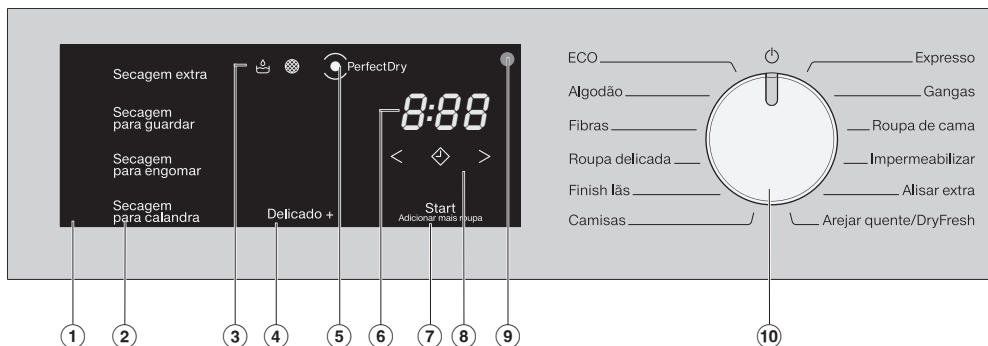 Secagem extra
Secagem
para guardar
Secagem
para engomar
Secagem
para calandra
PerfectDry
8:88
< >
Delicado +
Start
Adicionar mais roupa
ECO
Algodão
Fibras
Roupa delicada
Finish lãs
Camisas
Expresso
Gangas
Roupa de cama
Impermeabilizar
Alisar extra
Arejar quente/DryFresh
1 2 3 4 5 6 7 8 9 10